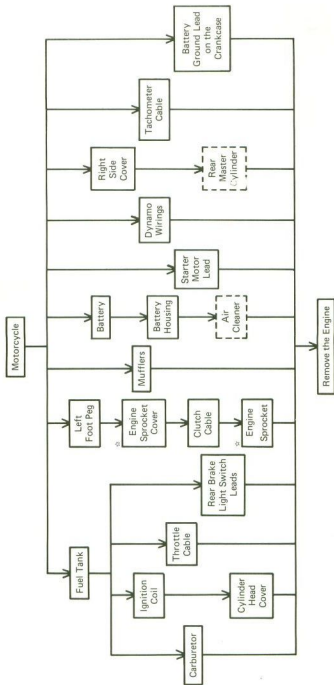 Motorcycle
Fuel Tank
Carburetor
Ignition
Coil
Cylinder
Head
Cover
Throttle
Cable
Rear Brake
Light Switch
Leads
Left
Foot Peg
☆
Engine
Sprocket
Cover
Clutch
Cable
☆
Engine
Sprocket
Mufflers
Battery
Battery
Housing
Air
Cleaner
Starter
Motor
Lead
Dynamo
Wirings
Right
Side
Cover
Rear
Master
Cylinder
Tachometer
Cable
Battery
Ground Lead
on the
Crankcase
Remove the Engine